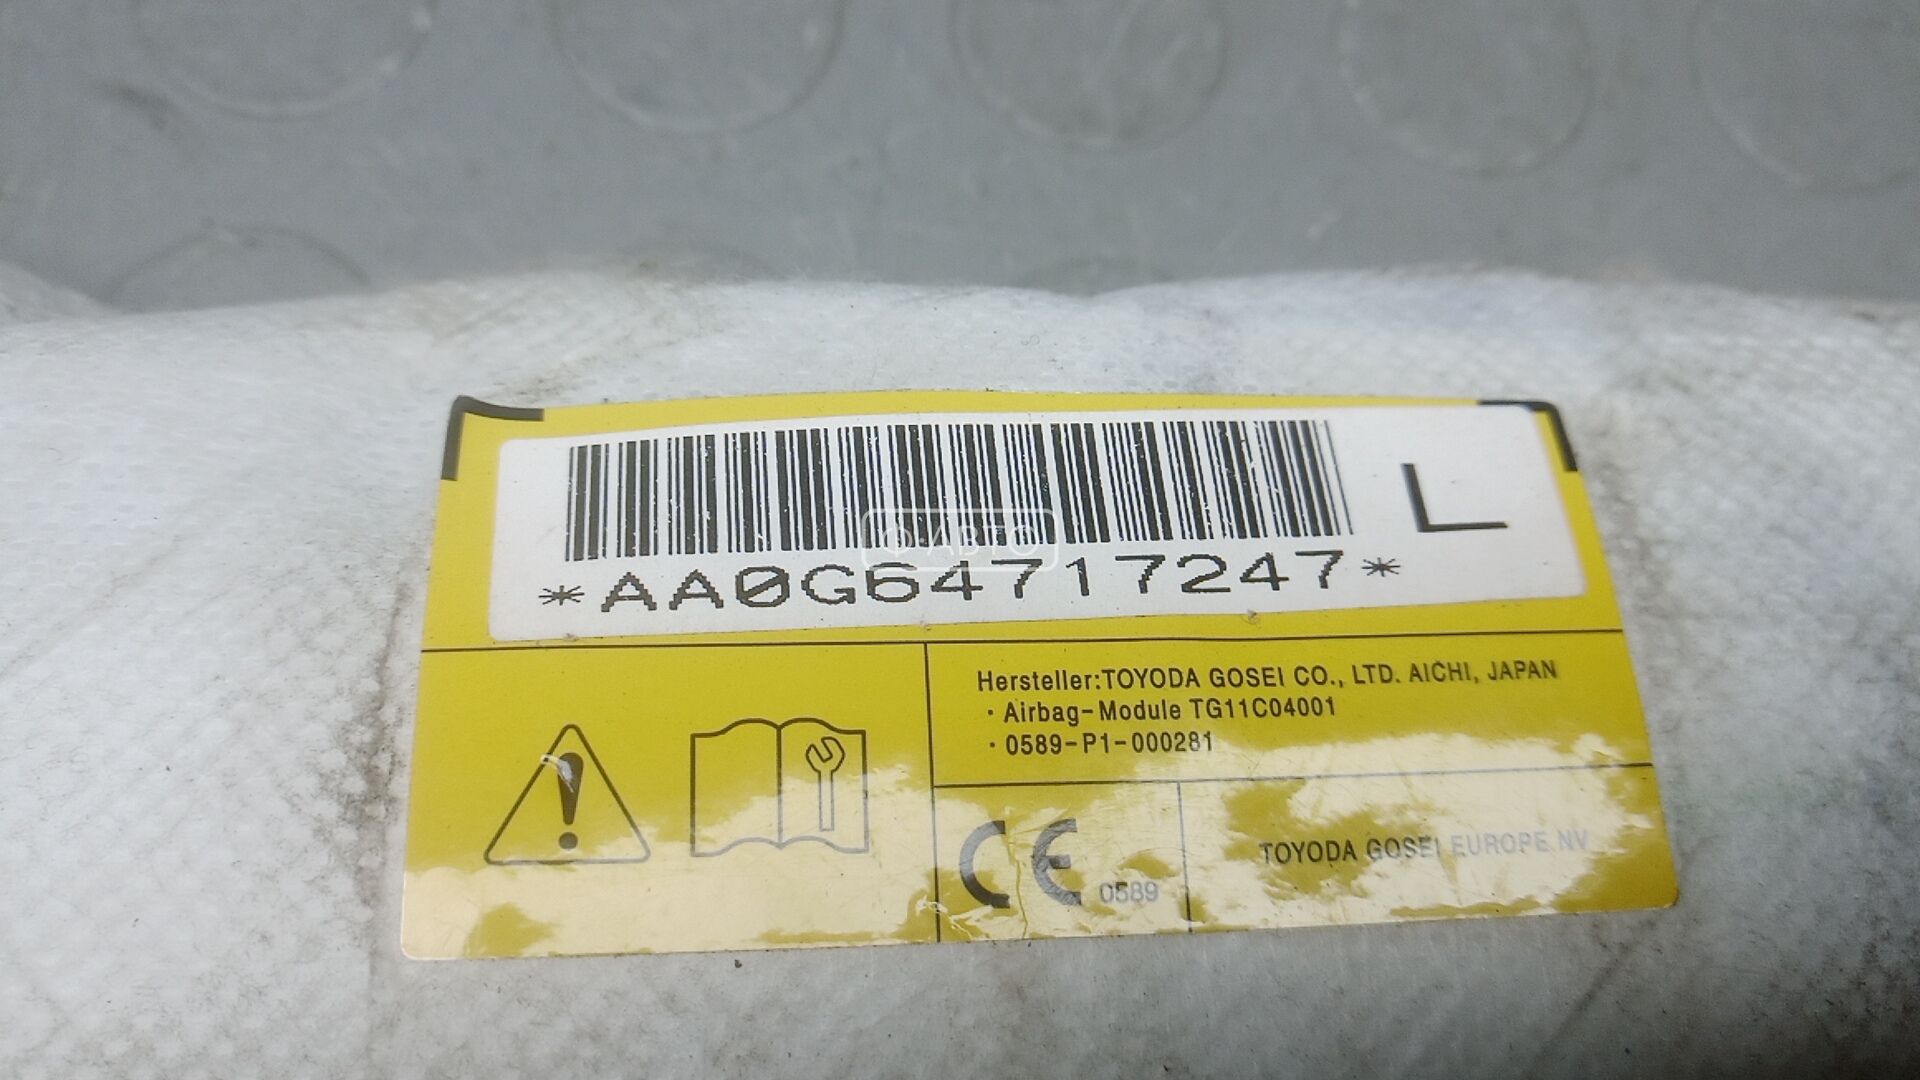 L
*AA0G64717247*
Ф·АВТО
Hersteller:TOYODA GOSEI CO., LTD. AICHI, JAPAN
· Airbag-Module TG11C04001
· 0589-P1-000281
CE 0589
TOYODA GOSEI EUROPE NV